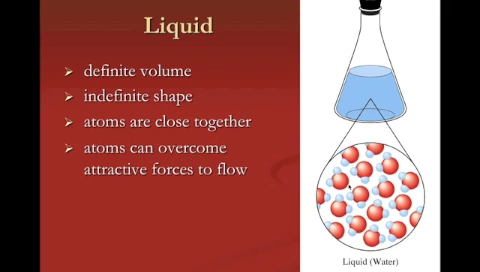 Liquid
definite volume
indefinite shape
atoms are close together
atoms can overcome
attractive forces to flow
Liquid (Water)